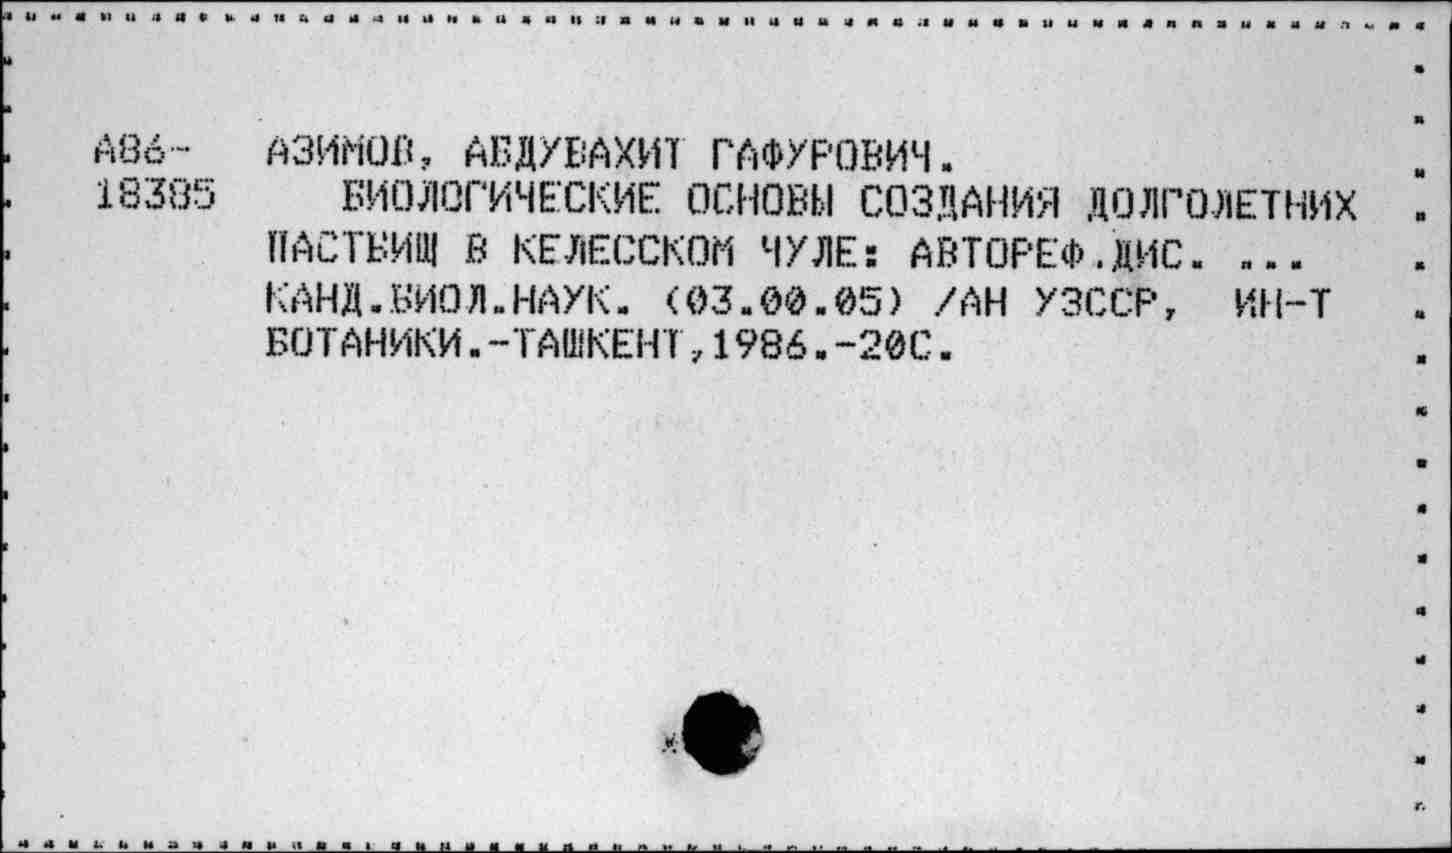 А86- АЗИМОВ, АБДУВАХИТ ГАФУРОВИЧ.
18385 БИОЛОГИЧЕСКИЕ ОСНОВЫ СОЗДАНИЯ ДОЛГОЛЕТНИХ
ПАСТБИЩ В КЕЛЕССКОМ ЧУЛЕ: АВТОРЕФ.ДИС. ...
КАНД.БИОЛ.НАУК. (03.00.05) /АН УЗССР, ИН-Т
БОТАНИКИ.-ТАШКЕНТ,1986.-20С.